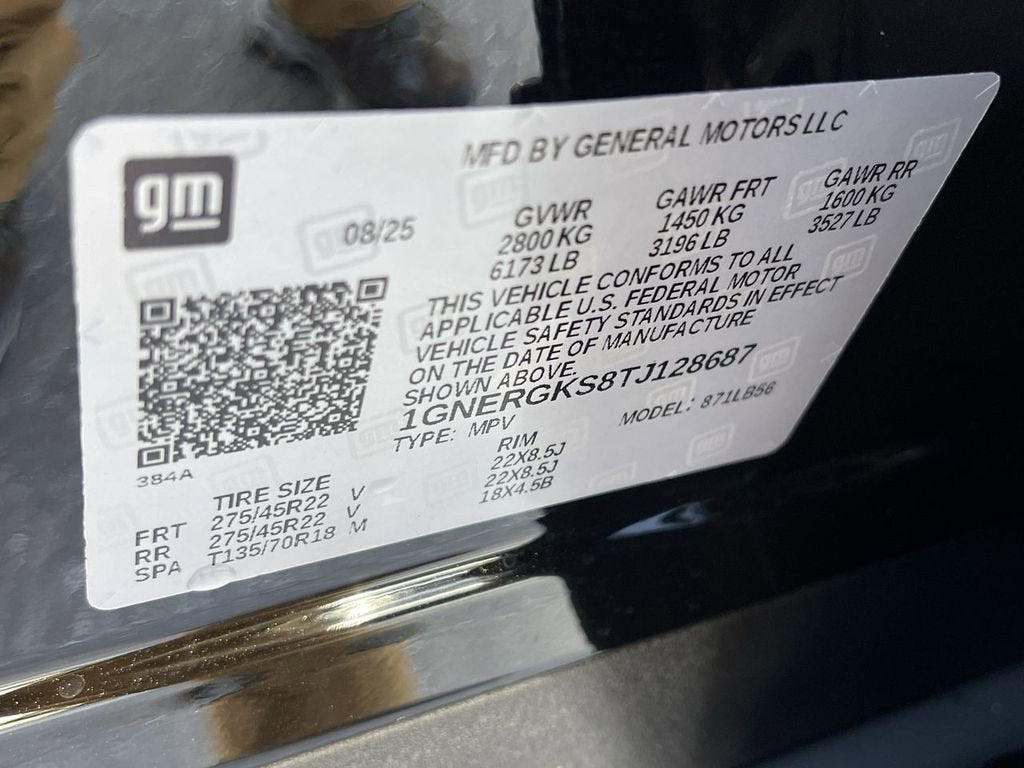 gm
MFD BY GENERAL MOTORS LLC
08/25
GVWR GAWR FRT GAWR RR
2800 KG 1450 KG 1600 KG
6173 LB 3196 LB 3527 LB
THIS VEHICLE CONFORMS TO ALL
APPLICABLE U.S. FEDERAL MOTOR
VEHICLE SAFETY STANDARDS IN EFFECT
ON THE DATE OF MANUFACTURE
SHOWN ABOVE.
1GNERGKS8TJ128687
TYPE: MPV MODEL: 871LB56
384A
TIRE SIZE RIM
FRT 275/45R22 V 22X8.5J
RR 275/45R22 V 22X8.5J
SPA T135/70R18 M 18X4.5B